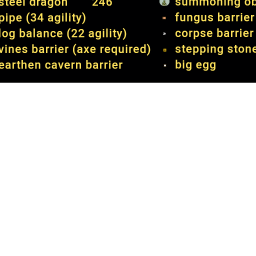 steel dragon 246
pipe (34 agility)
log balance (22 agility)
vines barrier (axe required)
earthen cavern barrier
summoning ob
fungus barrier
corpse barrier
stepping stone
big egg